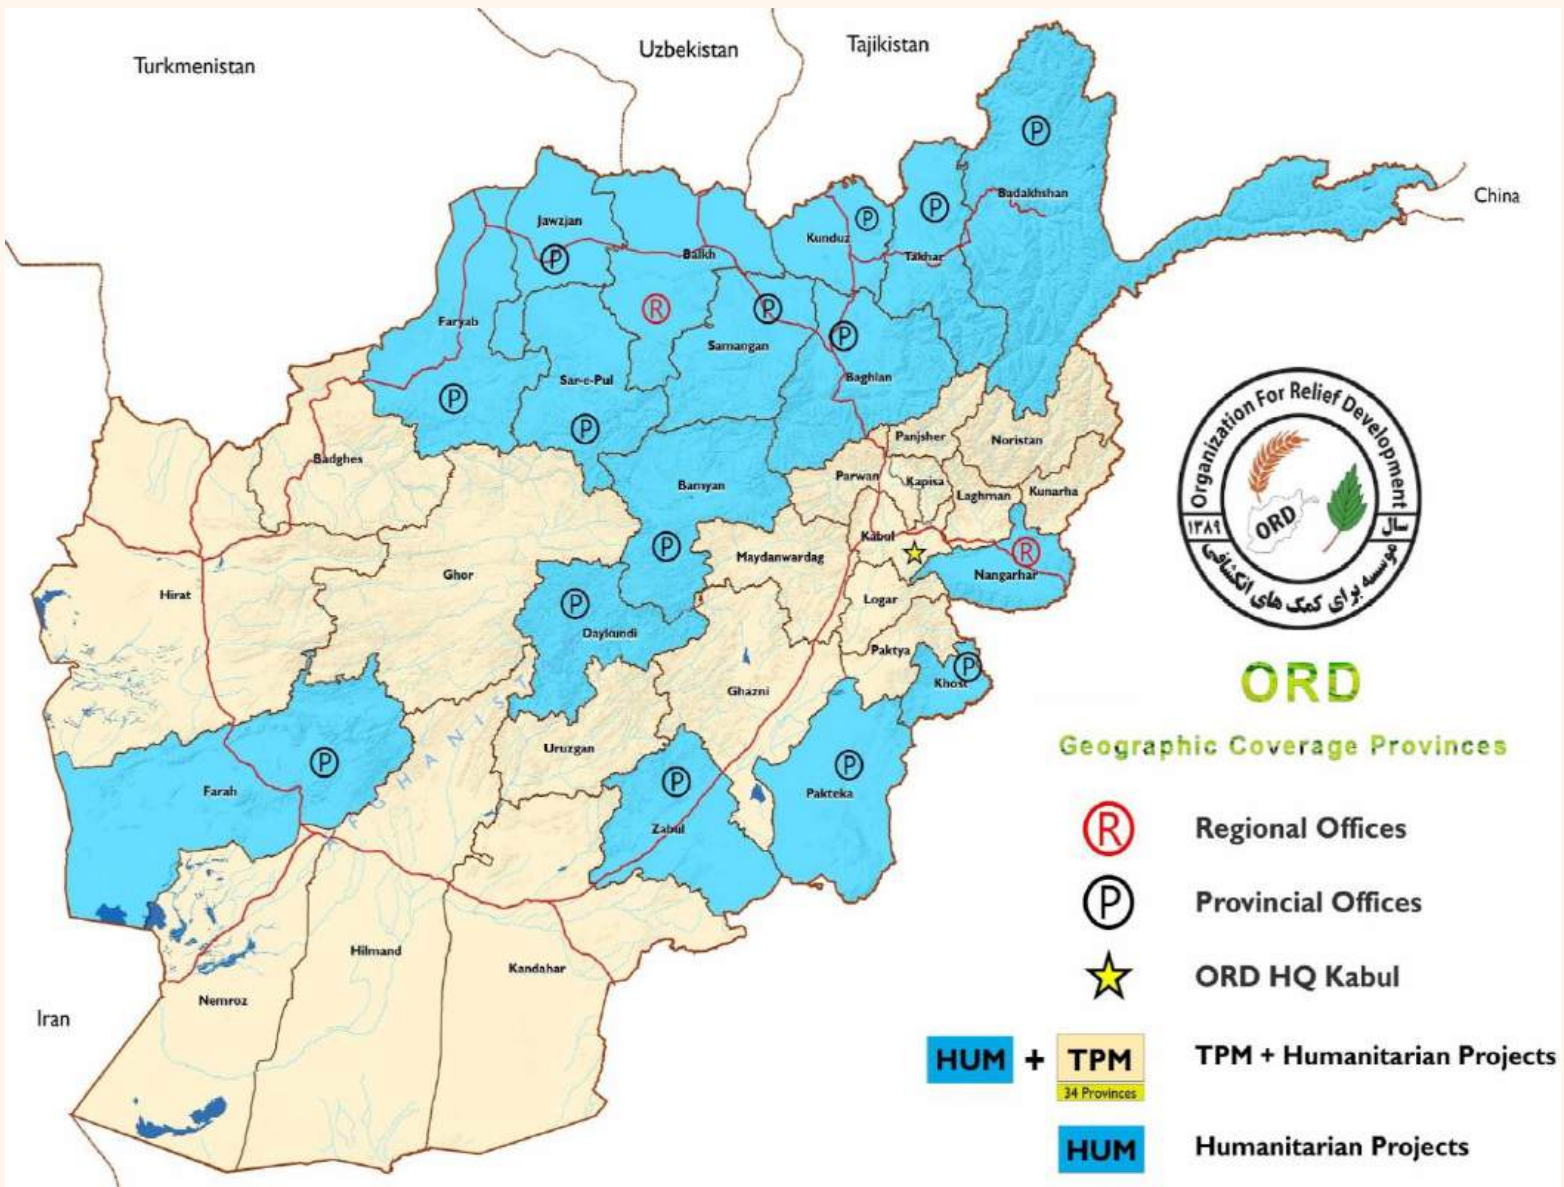 Turkmenistan
Uzbekistan
Tajikistan
China
Iran
P
Badakhshan
P
Takhar
P
Kunduz
Jawzjan
P
Balkh
R
Faryab
P
Sar-e-Pul
P
R
Samangan
P
Baghlan
Badghes
Bamyan
P
Panjsher
Noristan
Parwan
Kapisa
Laghman
Kunarha
Kabul
R
Nangarhar
Maydanwardag
Logar
Hirat
Ghor
P
Daykundi
Paktya
P
Khost
Ghazni
AFGHANIST
Uruzgan
P
Farah
P
Zabul
P
Pakteka
Hilmand
Kandahar
Nemroz
Organization For Relief Development
ORD
۱۳۸۹
سال
موسسه برای کمک های انکشافی
ORD
Geographic Coverage Provinces
R Regional Offices
P Provincial Offices
ORD HQ Kabul
HUM + TPM TPM + Humanitarian Projects
34 Provinces
HUM Humanitarian Projects